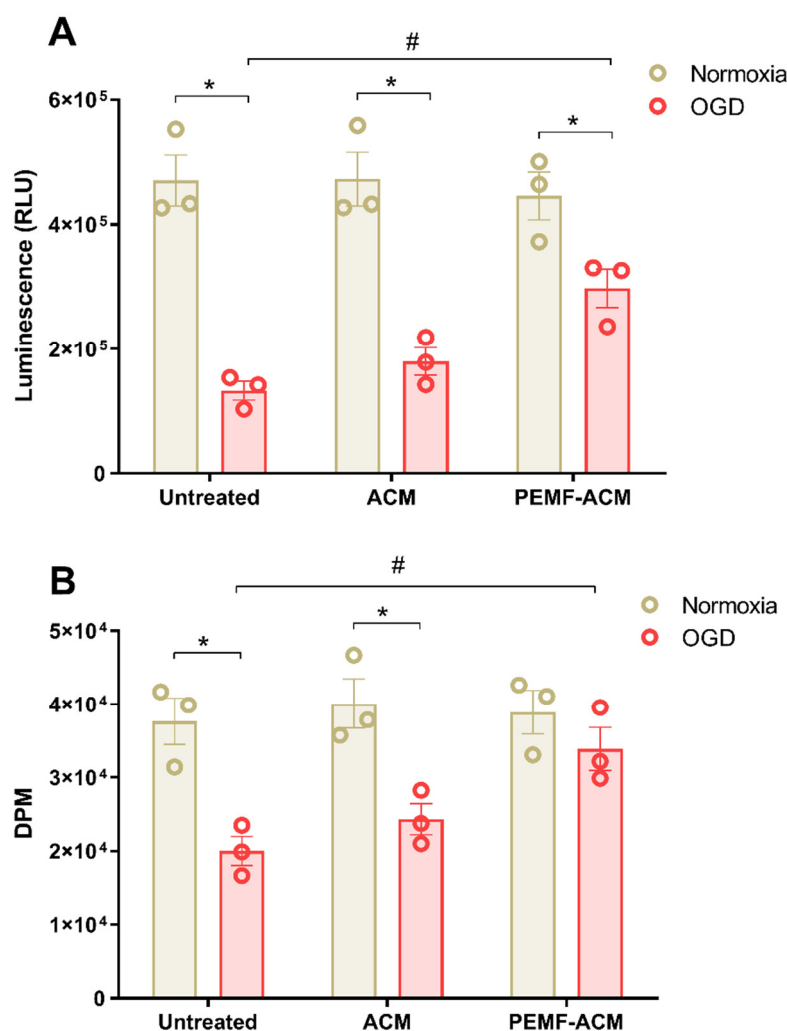 A
#
Normoxia
OGD
* * *
6×10⁵
4×10⁵
2×10⁵
0
Luminescence (RLU)
Untreated ACM PEMF-ACM
B
#
Normoxia
OGD
* *
5×10⁴
4×10⁴
3×10⁴
2×10⁴
1×10⁴
0
DPM
Untreated ACM PEMF-ACM